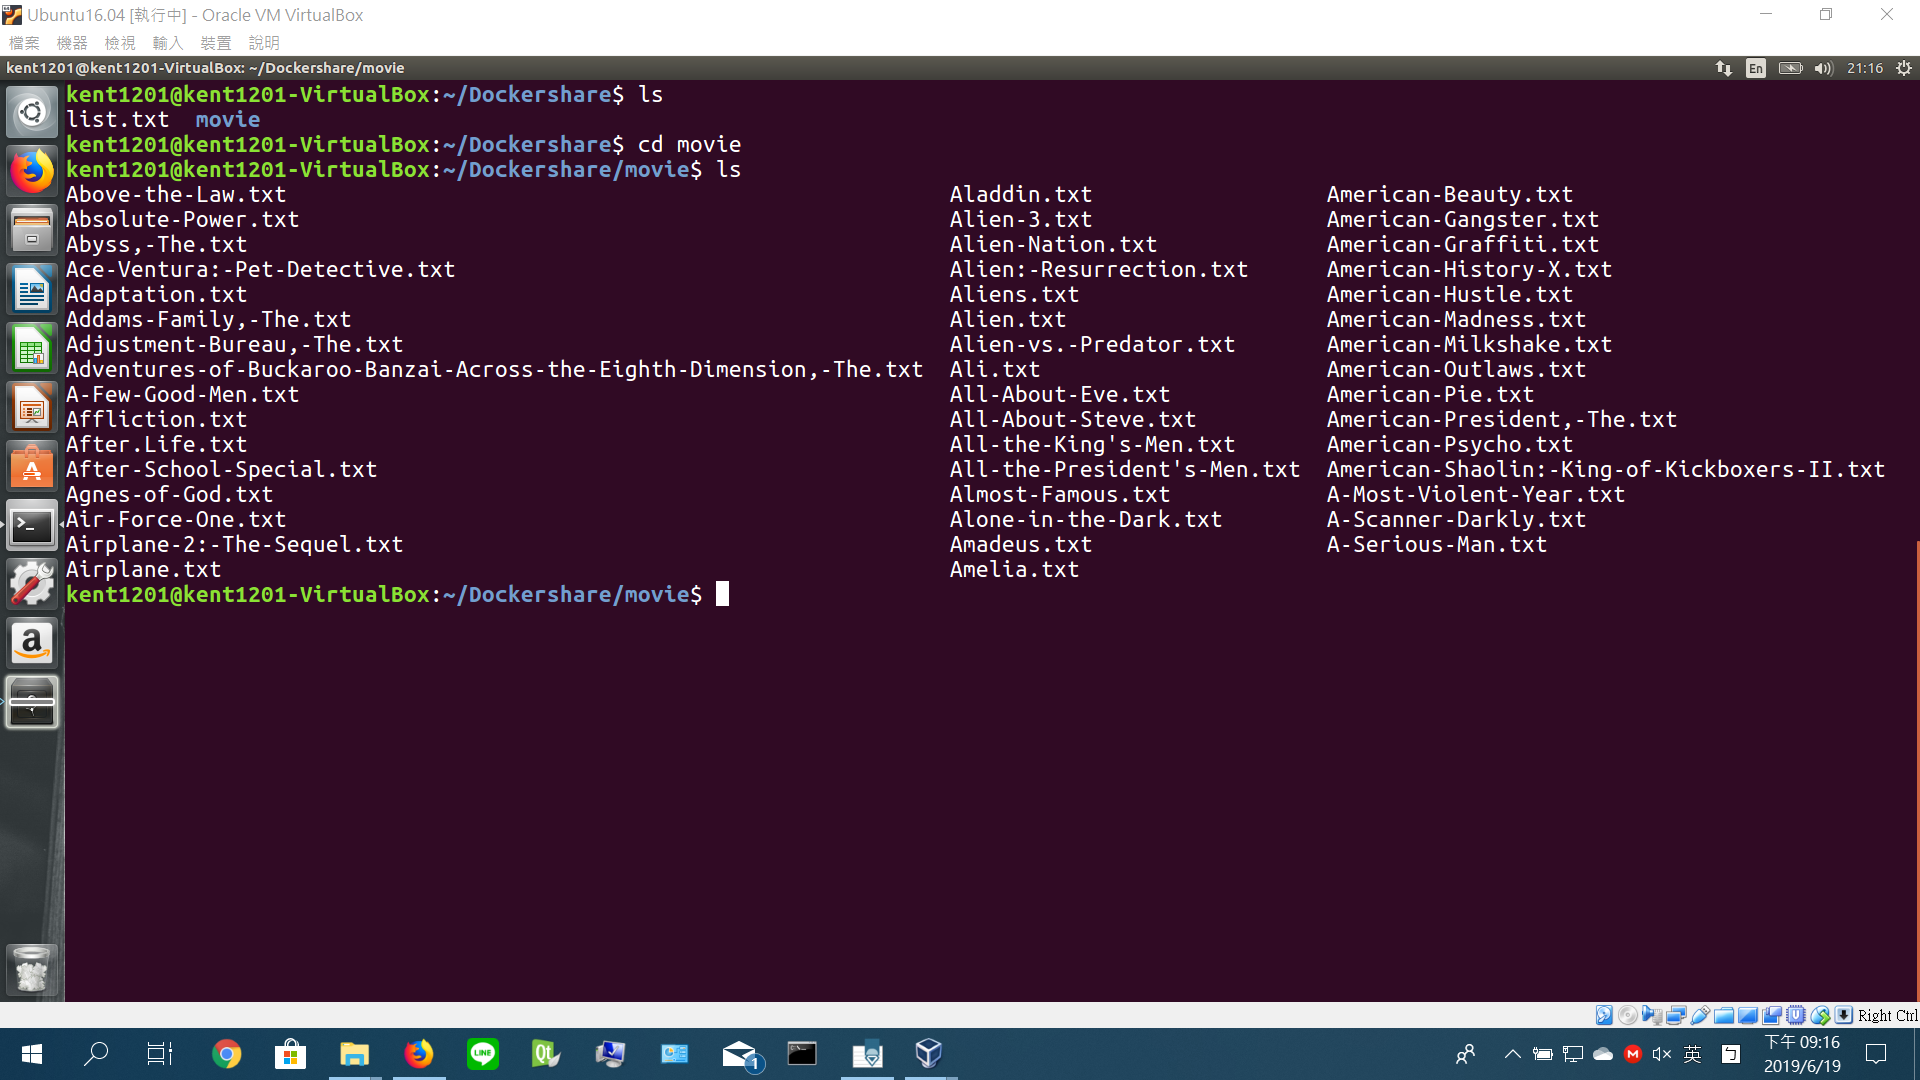 Ubuntu16.04 [執行中] - Oracle VM VirtualBox
檔案 機器 檢視 輸入 裝置 說明
kent1201@kent1201-VirtualBox: ~/Dockershare/movie En 21:16
kent1201@kent1201-VirtualBox:~/Dockershare$ ls
list.txt movie
kent1201@kent1201-VirtualBox:~/Dockershare$ cd movie
kent1201@kent1201-VirtualBox:~/Dockershare/movie$ ls
Above-the-Law.txt Aladdin.txt American-Beauty.txt
Absolute-Power.txt Alien-3.txt American-Gangster.txt
Abyss,-The.txt Alien-Nation.txt American-Graffiti.txt
Ace-Ventura:-Pet-Detective.txt Alien:-Resurrection.txt American-History-X.txt
Adaptation.txt Aliens.txt American-Hustle.txt
Addams-Family,-The.txt Alien.txt American-Madness.txt
Adjustment-Bureau,-The.txt Alien-vs.-Predator.txt American-Milkshake.txt
Adventures-of-Buckaroo-Banzai-Across-the-Eighth-Dimension,-The.txt Ali.txt American-Outlaws.txt
A-Few-Good-Men.txt All-About-Eve.txt American-Pie.txt
Affliction.txt All-About-Steve.txt American-President,-The.txt
After.Life.txt All-the-King's-Men.txt American-Psycho.txt
After-School-Special.txt All-the-President's-Men.txt American-Shaolin:-King-of-Kickboxers-II.txt
Agnes-of-God.txt Almost-Famous.txt A-Most-Violent-Year.txt
Air-Force-One.txt Alone-in-the-Dark.txt A-Scanner-Darkly.txt
Airplane-2:-The-Sequel.txt Amadeus.txt A-Serious-Man.txt
Airplane.txt Amelia.txt
kent1201@kent1201-VirtualBox:~/Dockershare/movie$
Right Ctrl
LINE Qt 1 英 下午 09:16
2019/6/19